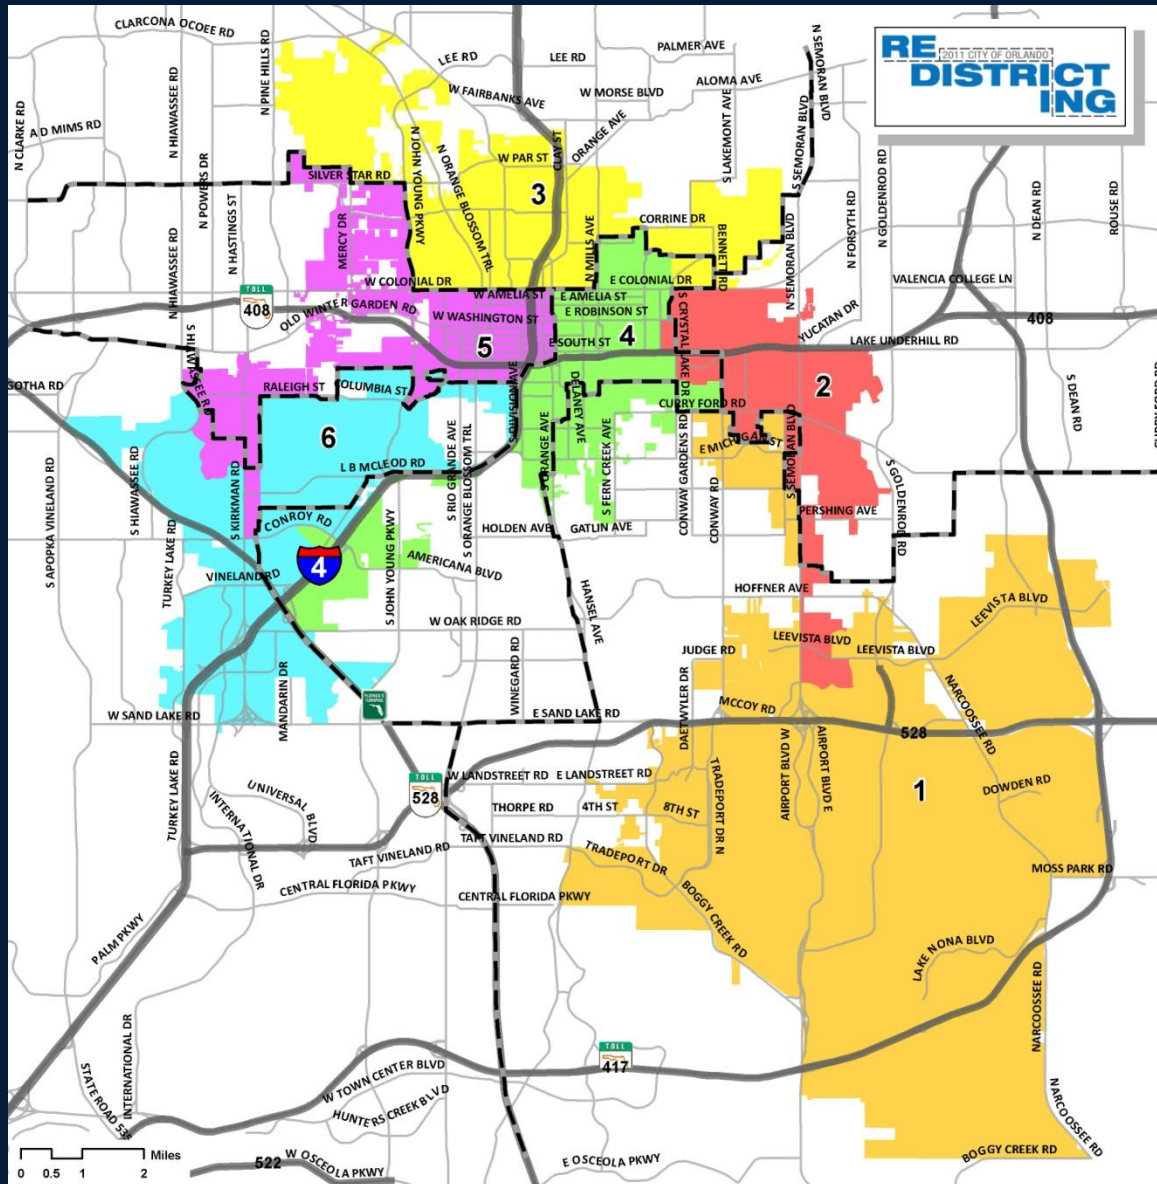 RE
2011 CITY OF ORLANDO
DISTRICT
ING
CLARCONA OCOEE RD
N PINE HILLS RD
LEE RD
LEE RD
PALMER AVE
N SEMORAN BLVD
N CLARKE RD
A D MIMS RD
N HIAWASSEE RD
W FAIRBANKS AVE
W MORSE BLVD
ALOMA AVE
ORANGE AVE
CLAY ST
S LAKEMONT AVE
S SEMORAN BLVD
N POWERS DR
SILVER STAR RD
N JOHN YOUNG PKWY
N ORANGE BLOSSOM TRL
W PAR ST
3
N HASTINGS ST
MERCY DR
N MILLS AVE
CORRINE DR
BENNETT RD
N FORSYTH RD
N GOLDENROD RD
N DEAN RD
ROUSE RD
N HIAWASSEE RD
W COLONIAL DR
E COLONIAL DR
N SEMORAN BLVD
VALENCIA COLLEGE LN
TOLL
408
OLD WINTER GARDEN RD
W AMELIA ST
E AMELIA ST
W WASHINGTON ST
E ROBINSON ST
5
E SOUTH ST
4
S CRYSTAL LAKE DR
YUCATAN DR
408
LAKE UNDERHILL RD
S HIAWASSEE RD
GOTHA RD
RALEIGH ST
COLUMBIA ST
S DIVISION AVE
DELANEY AVE
CURRY FORD RD
2
S DEAN RD
CURRY FORD RD
6
L B MCLEOD RD
S RIO GRANDE AVE
S ORANGE BLOSSOM TRL
S ORANGE AVE
S FERN CREEK AVE
CONWAY GARDENS RD
E MICHIGAN ST
CONWAY RD
S SEMORAN BLVD
S GOLDENROD RD
S APOPKA VINELAND RD
S HIAWASSEE RD
S KIRKMAN RD
CONROY RD
HOLDEN AVE
GATLIN AVE
PERSHING AVE
TURKEY LAKE RD
VINELAND RD
4
S JOHN YOUNG PKWY
AMERICANA BLVD
HANSEL AVE
HOFFNER AVE
LEEVISTA BLVD
W OAK RIDGE RD
WINEGARD RD
JUDGE RD
LEEVISTA BLVD
LEEVISTA BLVD
MANDARIN DR
FLORIDA'S
TURNPIKE
W SAND LAKE RD
E SAND LAKE RD
DAETWYLER DR
MCCOY RD
NARCOOSSEE RD
528
TURKEY LAKE RD
UNIVERSAL BLVD
INTERNATIONAL DR
TOLL
528
W LANDSTREET RD
E LANDSTREET RD
THORPE RD
4TH ST
8TH ST
TRADEPORT DR N
AIRPORT BLVD W
AIRPORT BLVD E
1
DOWDEN RD
TAFT VINELAND RD
TAFT VINELAND RD
TRADEPORT DR
MOSS PARK RD
CENTRAL FLORIDA PKWY
CENTRAL FLORIDA PKWY
BOGGY CREEK RD
PALM PKWY
LAKE NONA BLVD
NARCOOSSEE RD
INTERNATIONAL DR
STATE ROAD 535
W TOWN CENTER BLVD
HUNTERS CREEK BLVD
TOLL
417
NARCOOSSEE RD
0 0.5 1 2 Miles
522
W OSCEOLA PKWY
E OSCEOLA PKWY
BOGGY CREEK RD